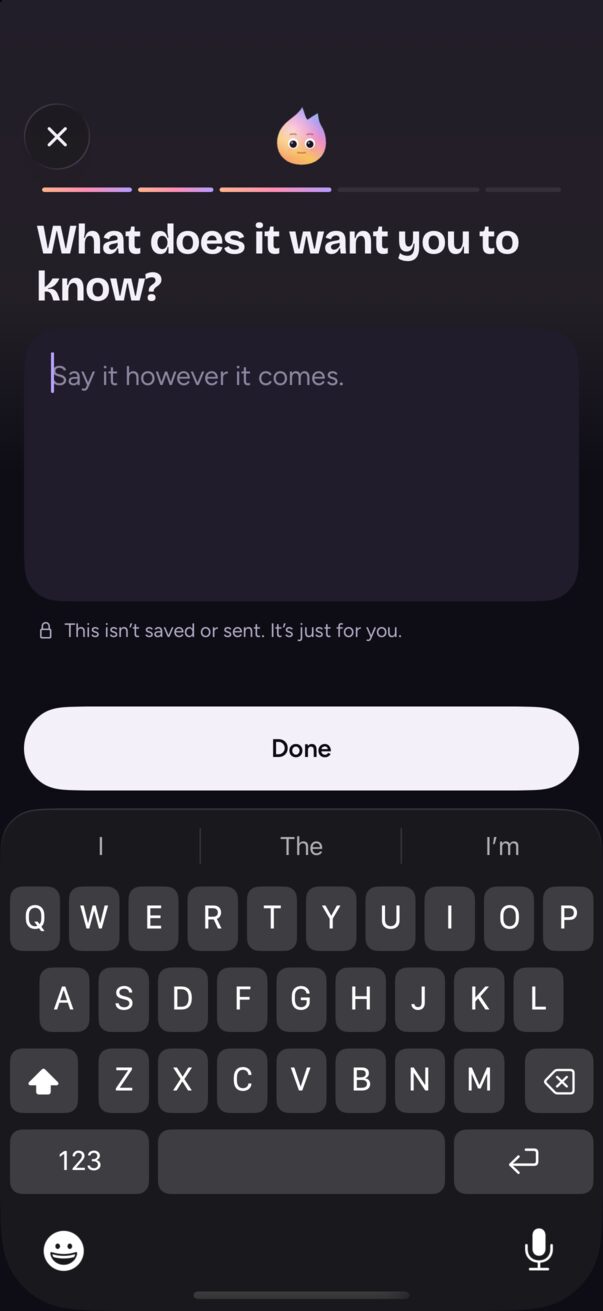 What does it want you to
know?
Say it however it comes.
This isn’t saved or sent. It’s just for you.
Done
I The I’m
Q W E R T Y U I O P
A S D F G H J K L
Z X C V B N M
123